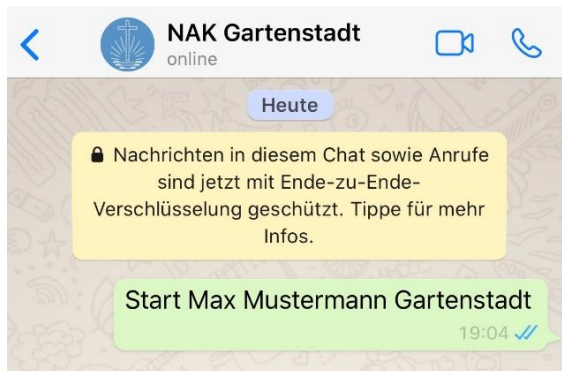 NAK Gartenstadt
online
Heute
Nachrichten in diesem Chat sowie Anrufe
sind jetzt mit Ende-zu-Ende-
Verschlüsselung geschützt. Tippe für mehr
Infos.
Start Max Mustermann Gartenstadt
19:04